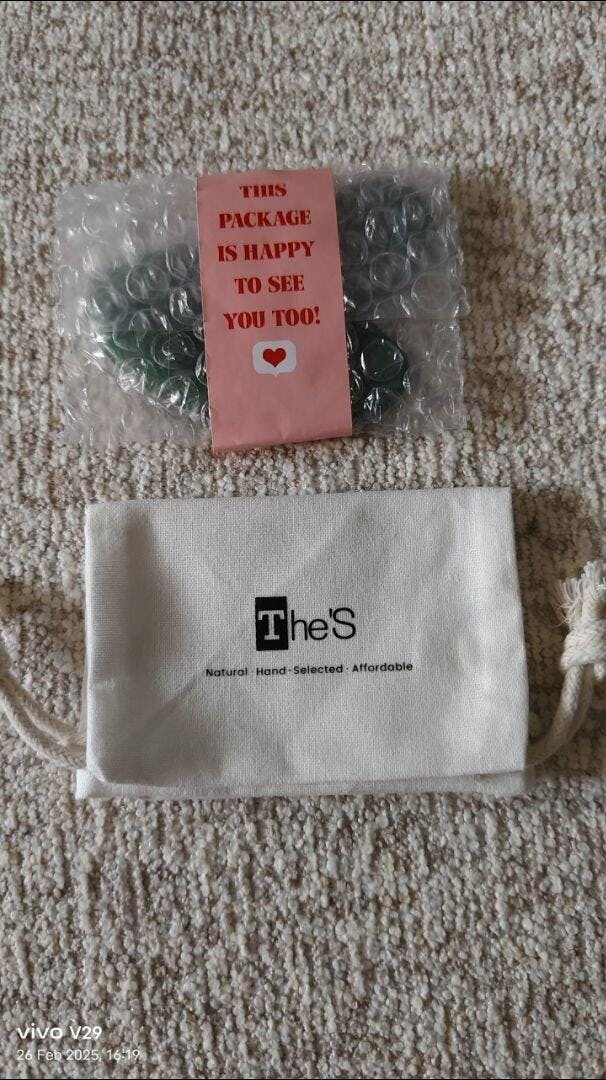 THIS
PACKAGE
IS HAPPY
TO SEE
YOU TOO!
The'S
Natural · Hand-Selected · Affordable
vivo V29
26 Feb 2025, 16:19